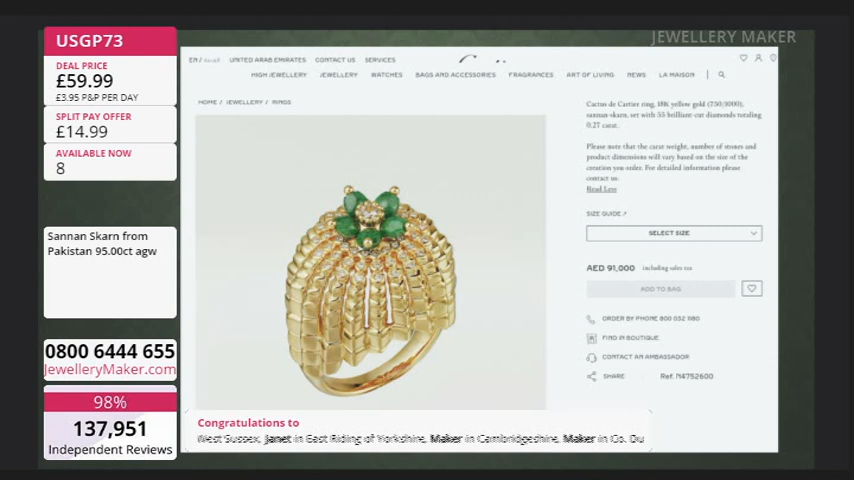 JEWELLERY MAKER
USGP73
DEAL PRICE
£59.99
£3.95 P&P PER DAY
SPLIT PAY OFFER
£14.99
AVAILABLE NOW
8
Sannan Skarn from
Pakistan 95.00ct agw
0800 6444 655
JewelleryMaker.com
98%
137,951
Independent Reviews
EN / UNITED ARAB EMIRATES CONTACT US SERVICES
HIGH JEWELLERY JEWELLERY WATCHES BAGS AND ACCESSORIES FRAGRANCES ART OF LIVING NEWS LA MAISON
HOME / JEWELLERY / RINGS
Cactus de Cartier ring, 18K yellow gold (750/1000),
sannan-skarn, set with 55 brilliant-cut diamonds totaling
0.27 carat.
Please note that the carat weight, number of stones and
product dimensions will vary based on the size of the
creation you order. For detailed information please
contact us.
Read Less
SIZE GUIDE
SELECT SIZE
AED 91,000 including sales tax
ADD TO BAG
ORDER BY PHONE 800 032 1180
FIND IN BOUTIQUE
CONTACT AN AMBASSADOR
SHARE Ref. N4752600
Congratulations to
West Sussex, Janet in East Riding of Yorkshire, Maker in Cambridgeshire, Maker in Co. Du